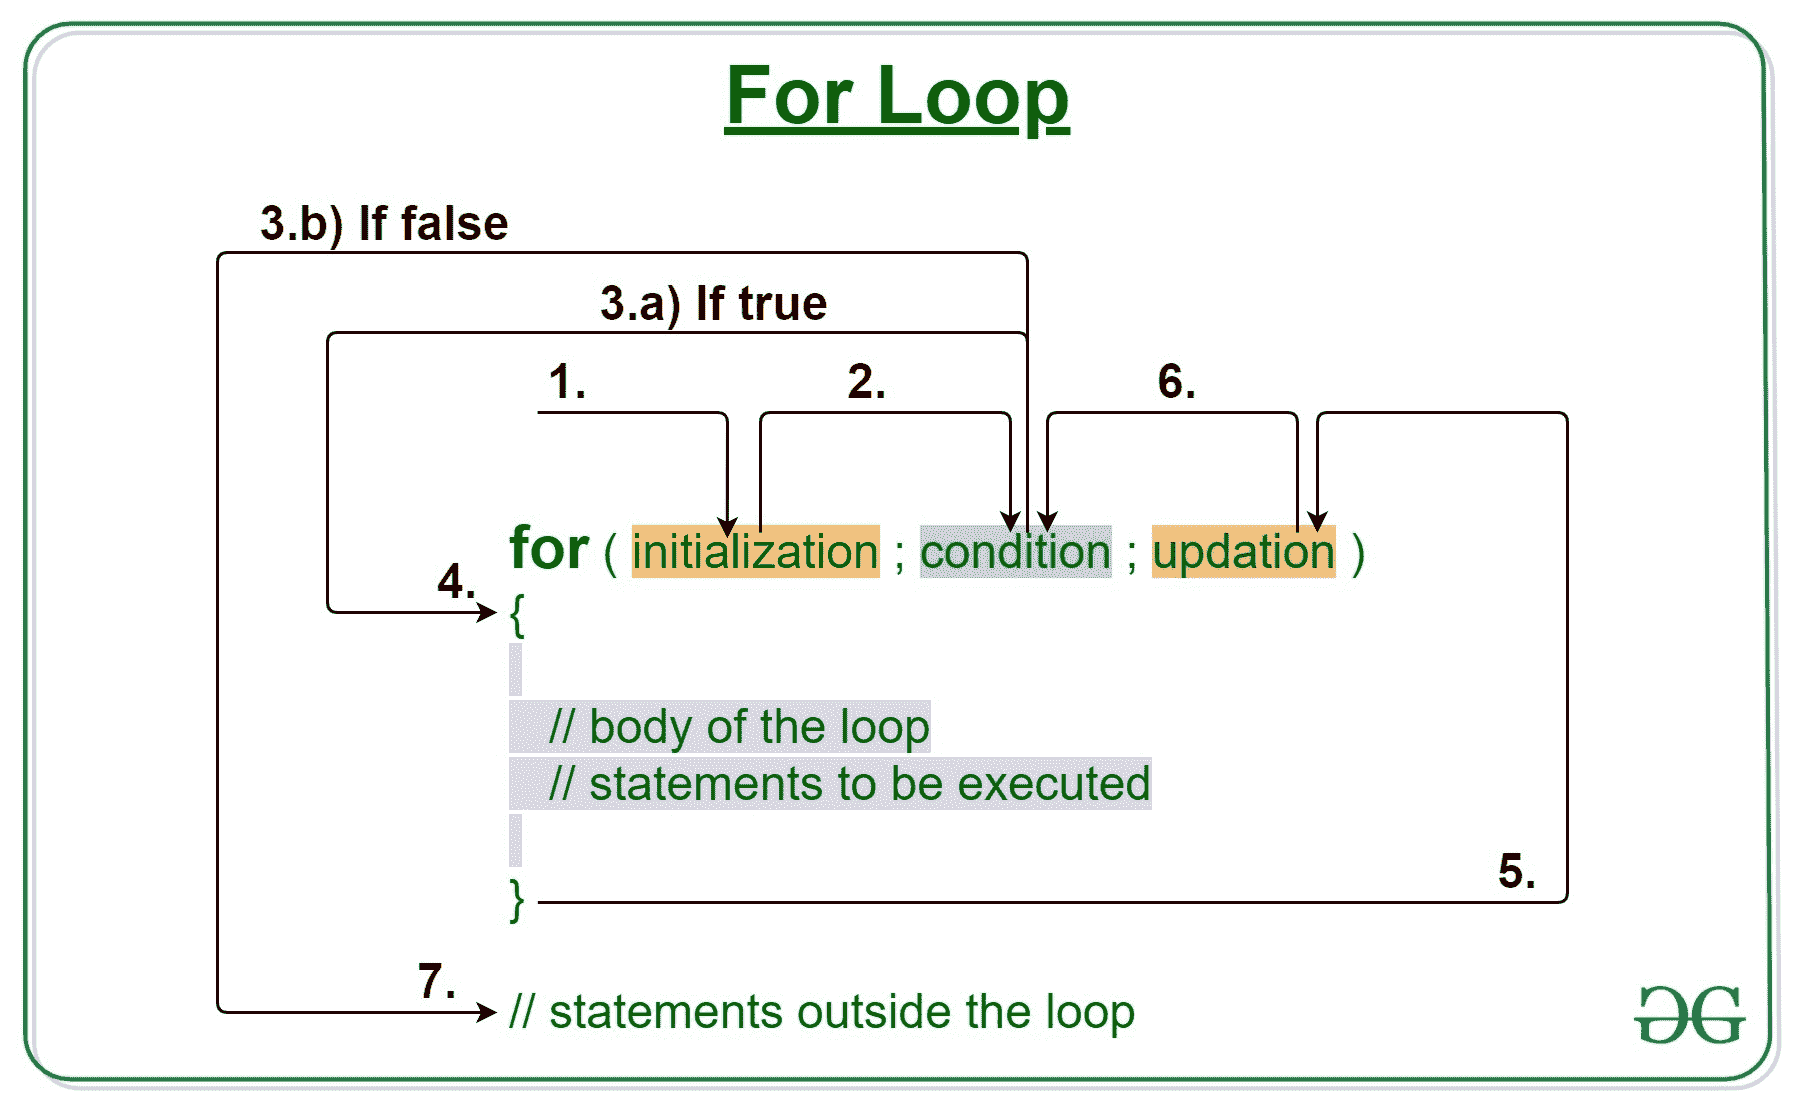 For Loop
3.b) If false
3.a) If true
1.
2.
6.
for ( initialization ; condition ; updation )
4.
{
// body of the loop
// statements to be executed
5.
}
7.
// statements outside the loop